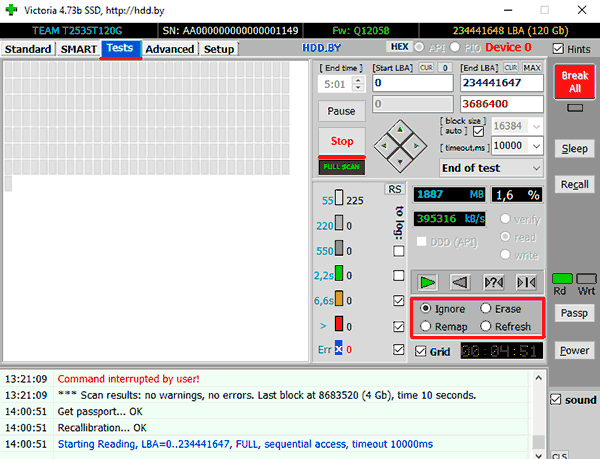 Victoria 4.73b SSD, http://hdd.by
TEAM T2535T120G SN: AA00000000000001149 Fw: Q12058 234441648 LBA (120 Gb)
Standard SMART Tests Advanced Setup HDD.BY HEX API PIO Device 0 Hints
[ End time ] [Start LBA] CUR 0 [End LBA] CUR MAX
5:01 0 234441647
Pause 0 3686400
Stop [ block size ] [ auto ] 16384
[ timeout,ms ] 10000
FULL SCAN End of test
Break All
Sleep
Recall
RS
to log:
55 225
220 0
550 0
2,2s 0
6,6s 0
> 0
Err x 0
1887 MB 1,6 %
395316 kB/s verify
DDD (API) read
write
Ignore Erase
Remap Refresh
Grid 00:04:51
Rd Wrt
Passp
Power
sound
13:21:09 Command interrupted by user!
13:21:09 *** Scan results: no warnings, no errors. Last block at 8683520 (4 Gb), time 10 seconds.
14:00:51 Get passport... OK
14:00:51 Recallibration... OK
14:00:51 Starting Reading, LBA=0..234441647, FULL, sequential access, timeout 10000ms
CLS